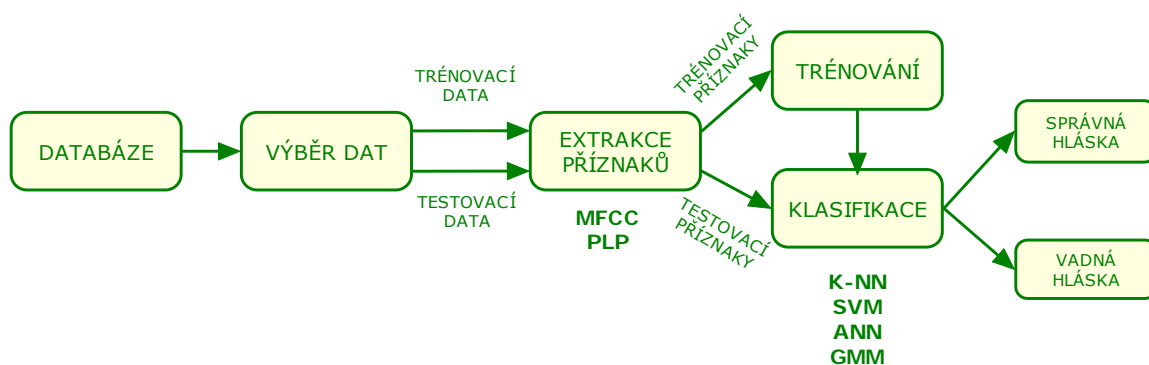 DATABÁZE
VÝBĚR DAT
TRÉNOVACÍ
DATA
TESTOVACÍ
DATA
EXTRAKCE
PŘÍZNAKŮ
MFCC
PLP
TRÉNOVACÍ
PŘÍZNAKY
TESTOVACÍ
PŘÍZNAKY
TRÉNOVÁNÍ
KLASIFIKACE
K-NN
SVM
ANN
GMM
SPRÁVNÁ
HLÁSKA
VADNÁ
HLÁSKA